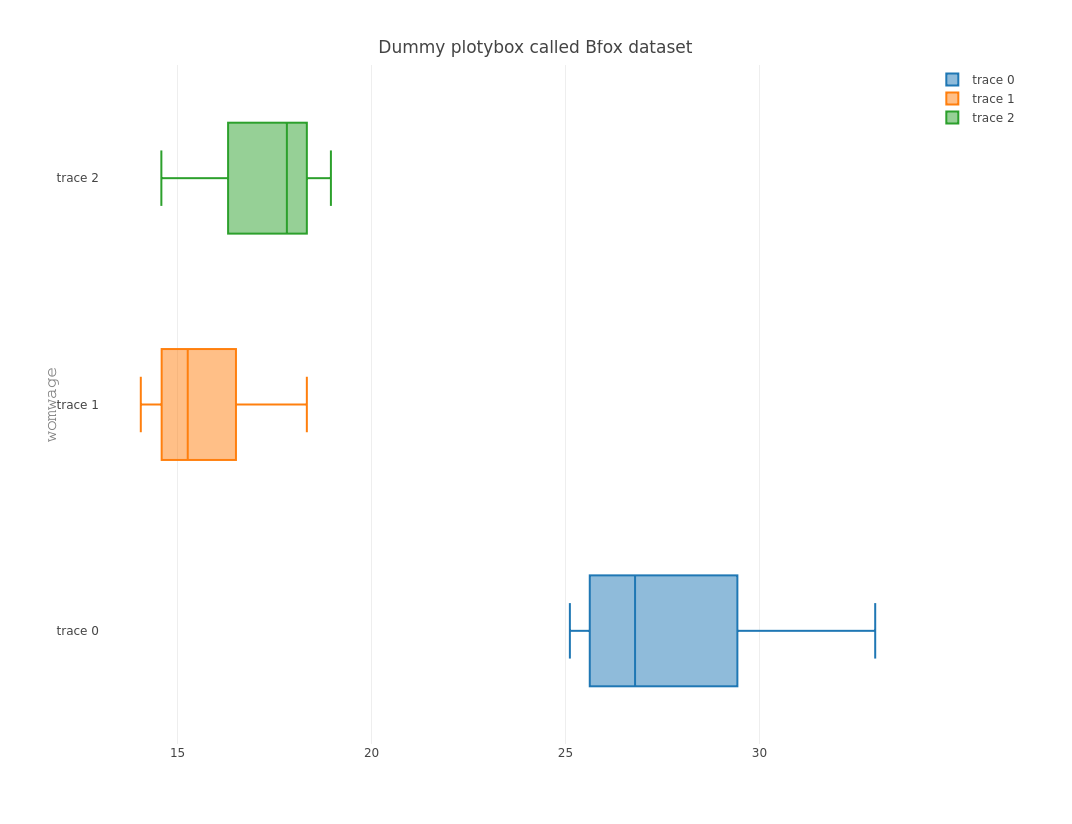 Dummy plotybox called Bfox dataset
trace 0
trace 1
trace 2
trace 2
womwage
trace 1
trace 0
15
20
25
30